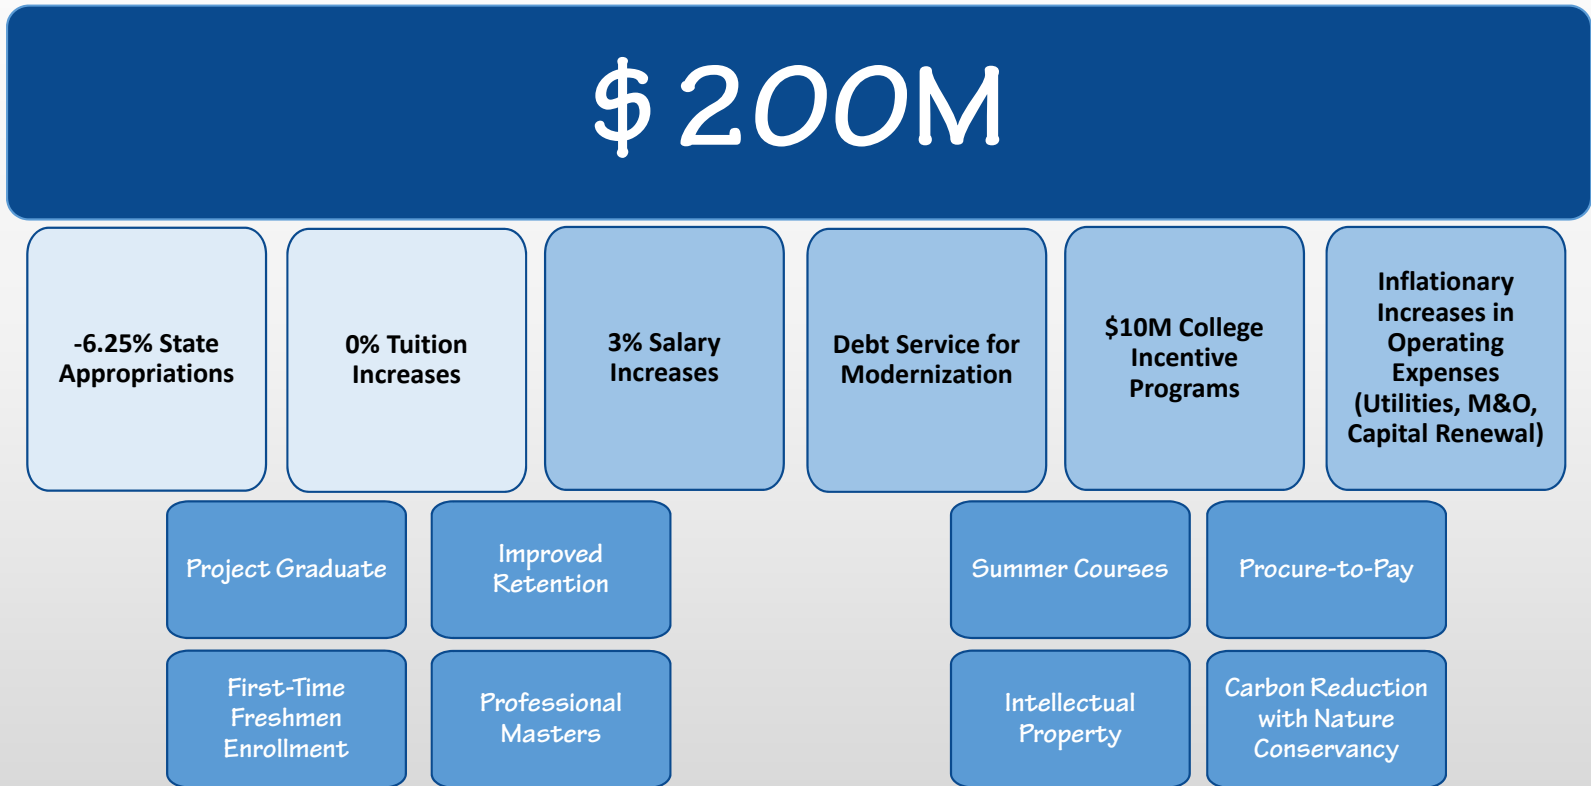 $200M
-6.25% State
Appropriations
0% Tuition
Increases
3% Salary
Increases
Debt Service for
Modernization
$10M College
Incentive
Programs
Inflationary
Increases in
Operating
Expenses
(Utilities, M&O,
Capital Renewal)
Project Graduate
Improved
Retention
Summer Courses
Procure-to-Pay
First-Time
Freshmen
Enrollment
Professional
Masters
Intellectual
Property
Carbon Reduction
with Nature
Conservancy